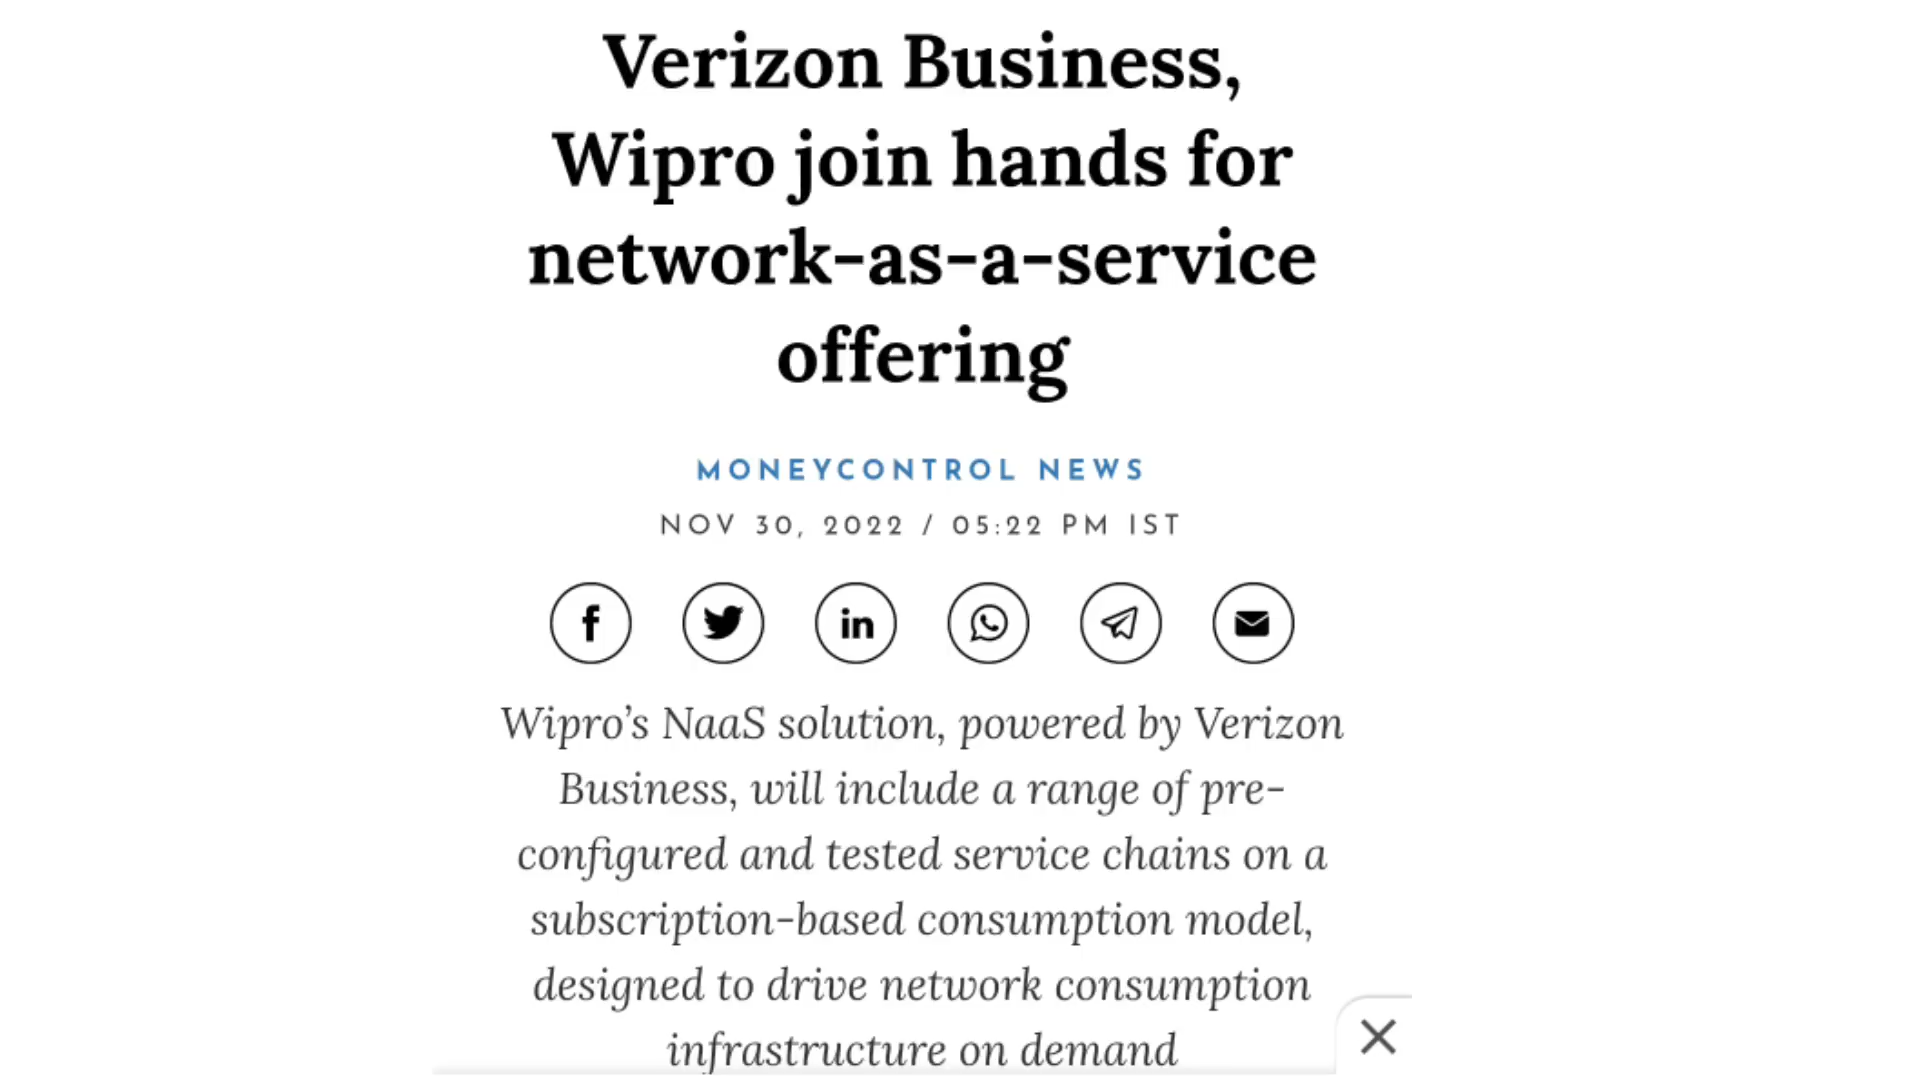 Verizon Business,
Wipro join hands for
network-as-a-service
offering
MONEYCONTROL NEWS
NOV 30, 2022 / 05:22 PM IST
Wipro’s NaaS solution, powered by Verizon
Business, will include a range of pre-
configured and tested service chains on a
subscription-based consumption model,
designed to drive network consumption
infrastructure on demand